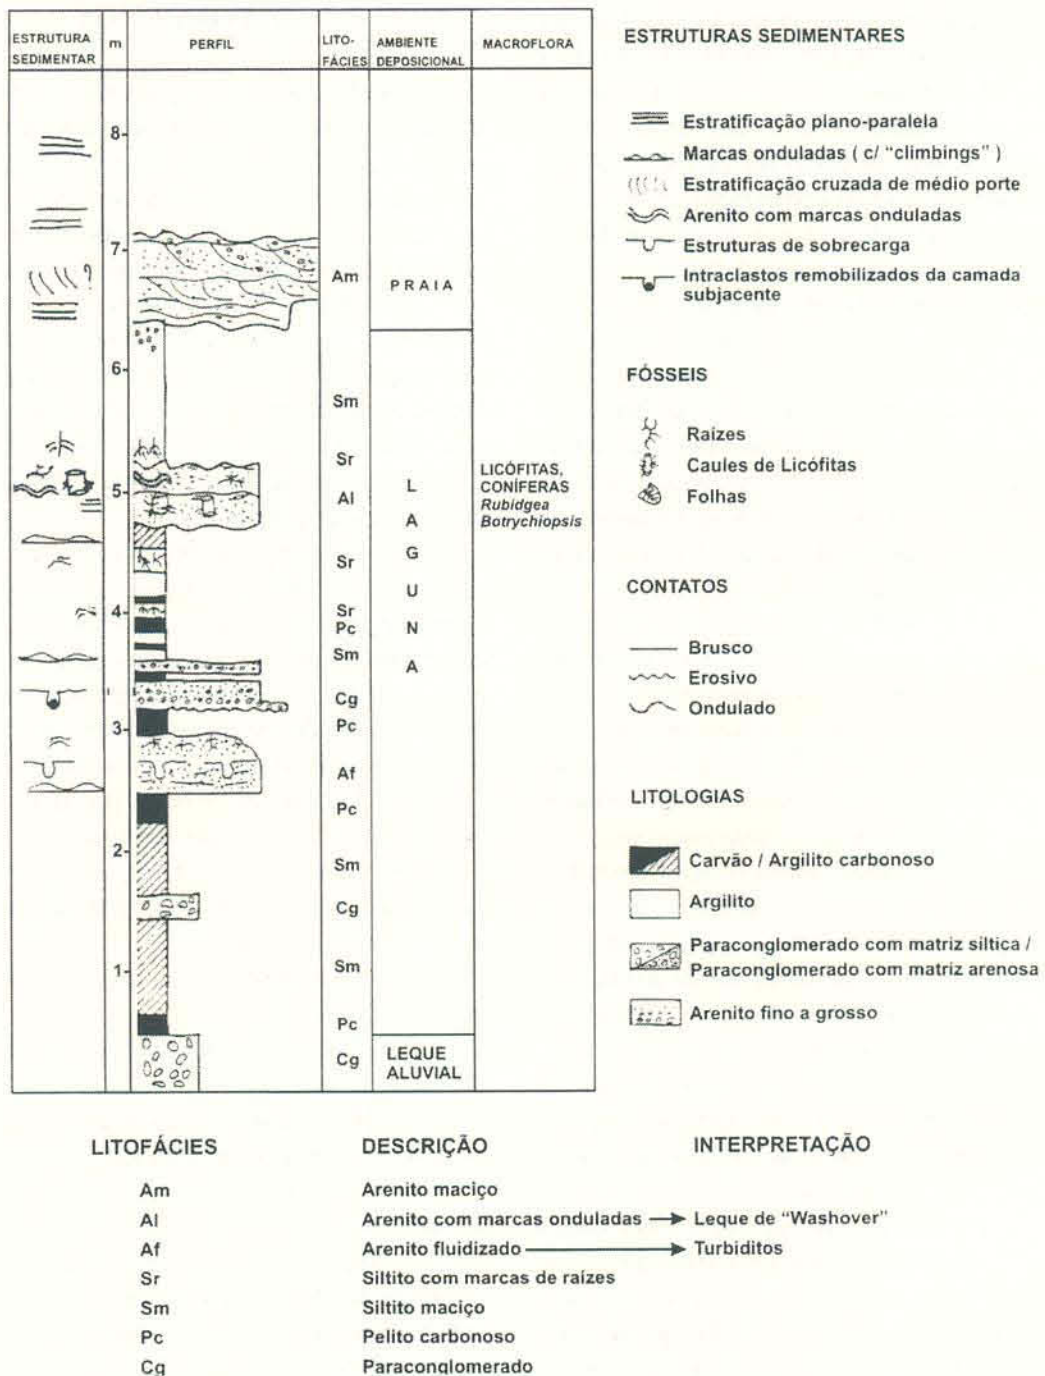 ESTRUTURA SEDIMENTAR
m
PERFIL
LITO-FÁCIES
AMBIENTE DEPOSICIONAL
MACROFLORA
8
7
6
5
4
3
2
1
Am
Sm
Sr
Al
Sr
Sr
Pc
Sm
Cg
Pc
Af
Pc
Sm
Cg
Sm
Pc
Cg
PRAIA
L
A
G
U
N
A
LEQUE
ALUVIAL
LICÓFITAS,
CONÍFERAS
Rubidgea
Botrychiopsis
ESTRUTURAS SEDIMENTARES
Estratificação plano-paralela
Marcas onduladas ( c/ “climbings” )
Estratificação cruzada de médio porte
Arenito com marcas onduladas
Estruturas de sobrecarga
Intraclastos remobilizados da camada
subjacente
FÓSSEIS
Raízes
Caules de Licófitas
Folhas
CONTATOS
Brusco
Erosivo
Ondulado
LITOLOGIAS
Carvão / Argilito carbonoso
Argilito
Paraconglomerado com matriz síltica /
Paraconglomerado com matriz arenosa
Arenito fino a grosso
LITOFÁCIES DESCRIÇÃO INTERPRETAÇÃO
Am Arenito maciço
Al Arenito com marcas onduladas Leque de “Washover”
Af Arenito fluidizado Turbiditos
Sr Siltito com marcas de raízes
Sm Siltito maciço
Pc Pelito carbonoso
Cg Paraconglomerado